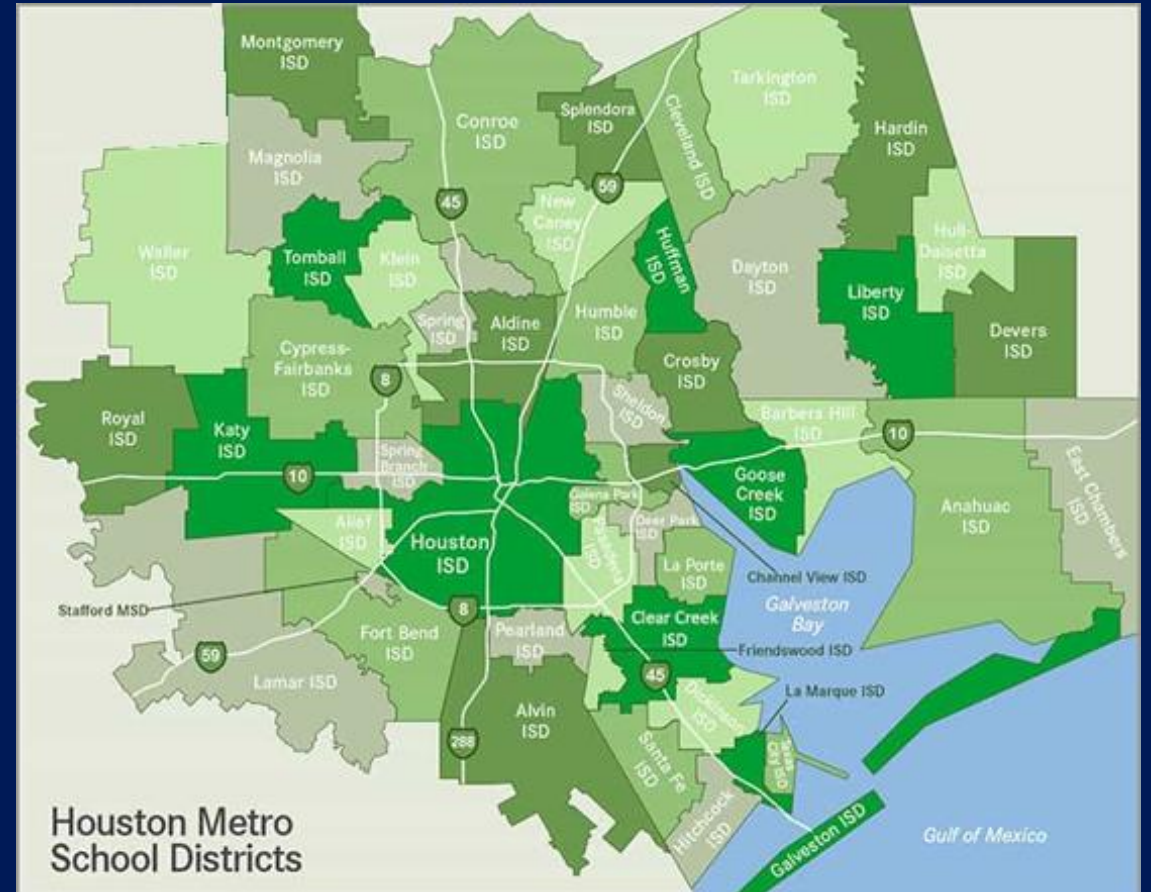 Montgomery
ISD
Conroe
ISD
Splendora
ISD
Cleveland ISD
Tarkington
ISD
Hardin
ISD
Magnolia
ISD
45
59
New
Caney
ISD
Huffman
ISD
Hull-
Daisetta
ISD
Waller
ISD
Tomball
ISD
Klein
ISD
Dayton
ISD
Liberty
ISD
Devers
ISD
Spring
ISD
Aldine
ISD
Humble
ISD
Cypress-
Fairbanks
ISD
8
Crosby
ISD
Sheldon
ISD
Royal
ISD
Katy
ISD
Spring
Branch
ISD
10
Barbera Hill
ISD
10
Goose
Creek
ISD
East Chambers
ISD
Anahuac
ISD
Galena Park
ISD
Alief
ISD
Houston
ISD
Pasadena
ISD
Deer Park
ISD
La Porte
ISD
Channel View ISD
Stafford MSD
8
Galveston
Bay
Fort Bend
ISD
Pearland
ISD
Clear Creek
ISD
Friendswood ISD
59
Lamar ISD
45
Dickinson
ISD
La Marque ISD
Alvin
ISD
288
Santa Fe
ISD
Texas
City ISD
Hitchcock
ISD
Galveston ISD
Gulf of Mexico
Houston Metro
School Districts